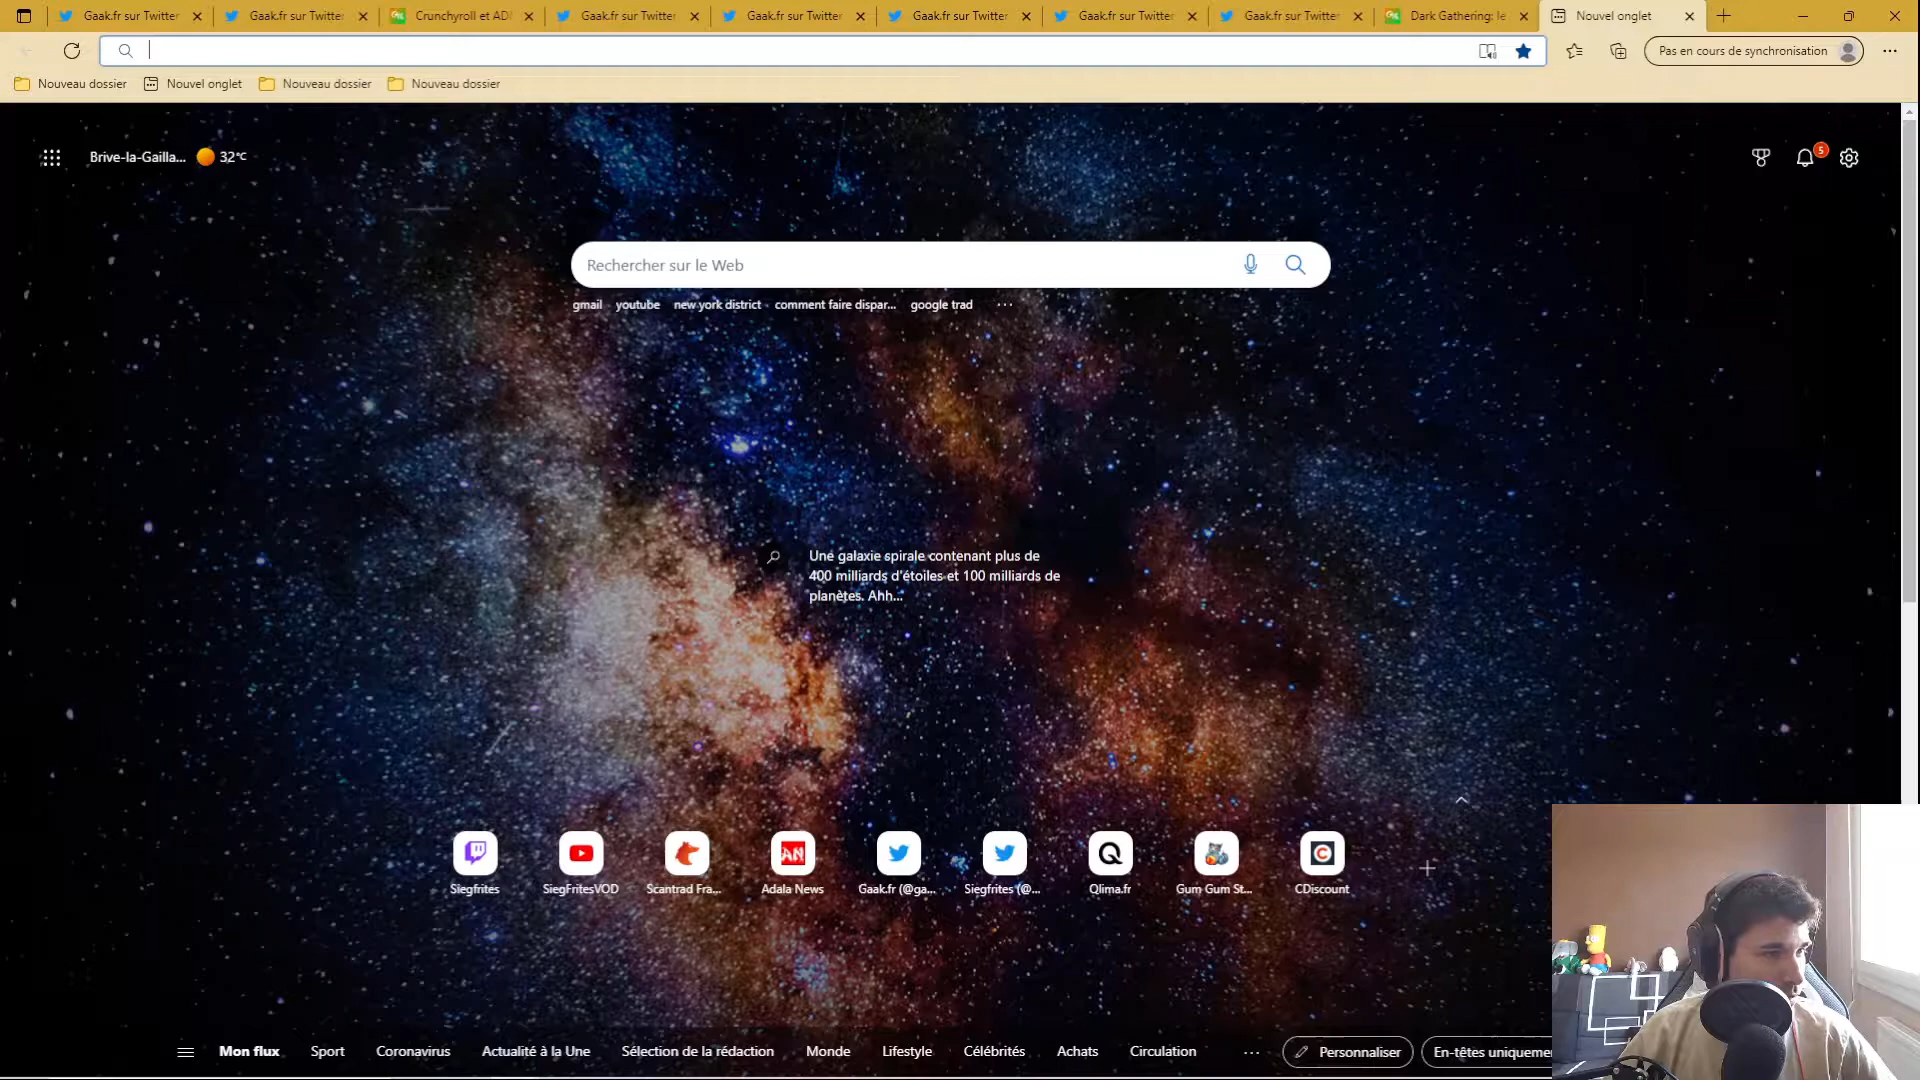 Gaak.fr sur Twitter
Gaak.fr sur Twitter
Crunchyroll et AD
Gaak.fr sur Twitter
Gaak.fr sur Twitter
Gaak.fr sur Twitter
Gaak.fr sur Twitter
Gaak.fr sur Twitter
Dark Gathering: le
Nouvel onglet
Pas en cours de synchronisation
Nouveau dossier
Nouvel onglet
Nouveau dossier
Nouveau dossier
Brive-la-Gailla... 32°C
5
Rechercher sur le Web
gmail youtube new york district comment faire dispar... google trad ...
Une galaxie spirale contenant plus de
400 milliards d'étoiles et 100 milliards de
planètes. Ahh...
AN
Siegfrites
SiegFritesVOD
Scantrad Fra...
Adala News
Gaak.fr (@ga...
Siegfrites (@...
Qlima.fr
Gum Gum St...
CDiscount
Mon flux Sport Coronavirus Actualité à la Une Sélection de la rédaction Monde Lifestyle Célébrités Achats Circulation ... Personnaliser En-têtes uniqueme